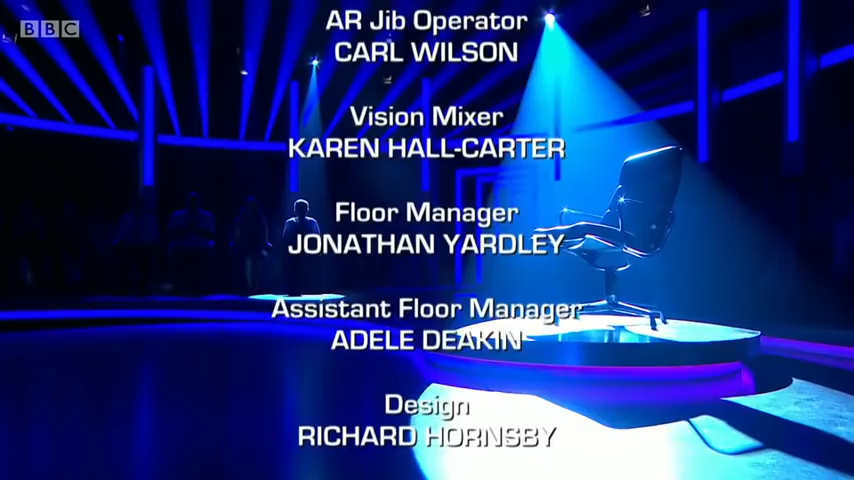 BBC
AR Jib Operator
CARL WILSON
Vision Mixer
KAREN HALL-CARTER
Floor Manager
JONATHAN YARDLEY
Assistant Floor Manager
ADELE DEAKIN
Design
RICHARD HORNSBY